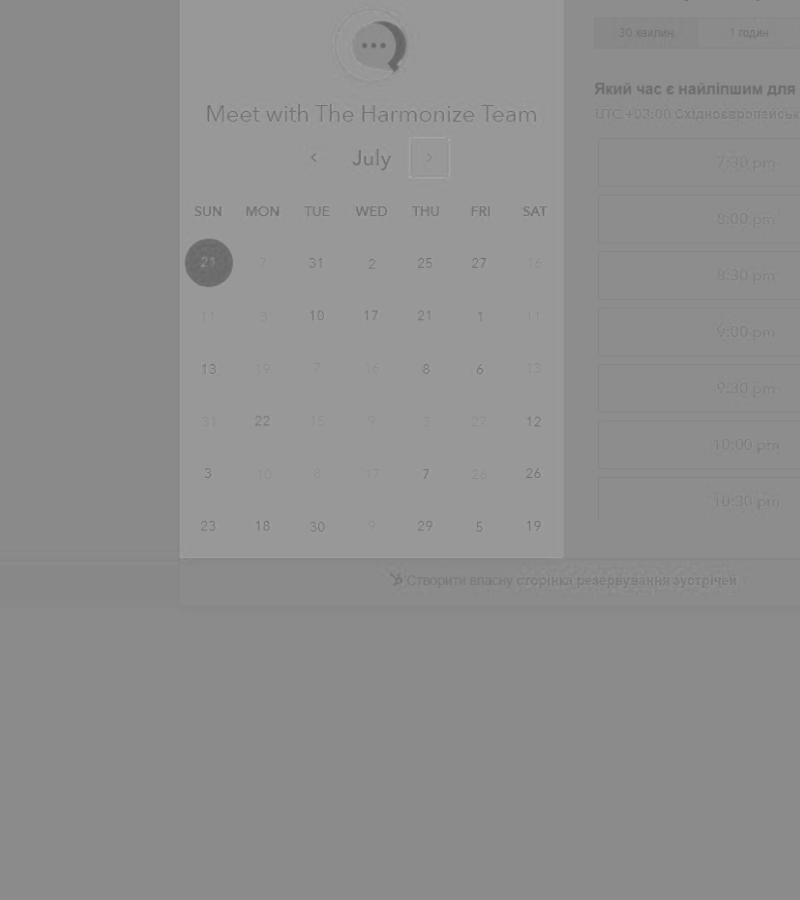 30 хвилин 1 годин
Meet with The Harmonize Team
Який час є найліпшим для
UTC +03:00
July
7:30 pm
SUN MON TUE WED THU FRI SAT
8:00 pm
21 7 31 2 25 27 16
8:30 pm
11 3 10 17 21 1 11
9:00 pm
13 19 7 16 8 6 13
9:30 pm
31 22 15 9 3 27 12
10:00 pm
3 10 8 17 7 26 26
10:30 pm
23 18 30 9 29 5 19
Створити власну сторінка резервування зустрічей